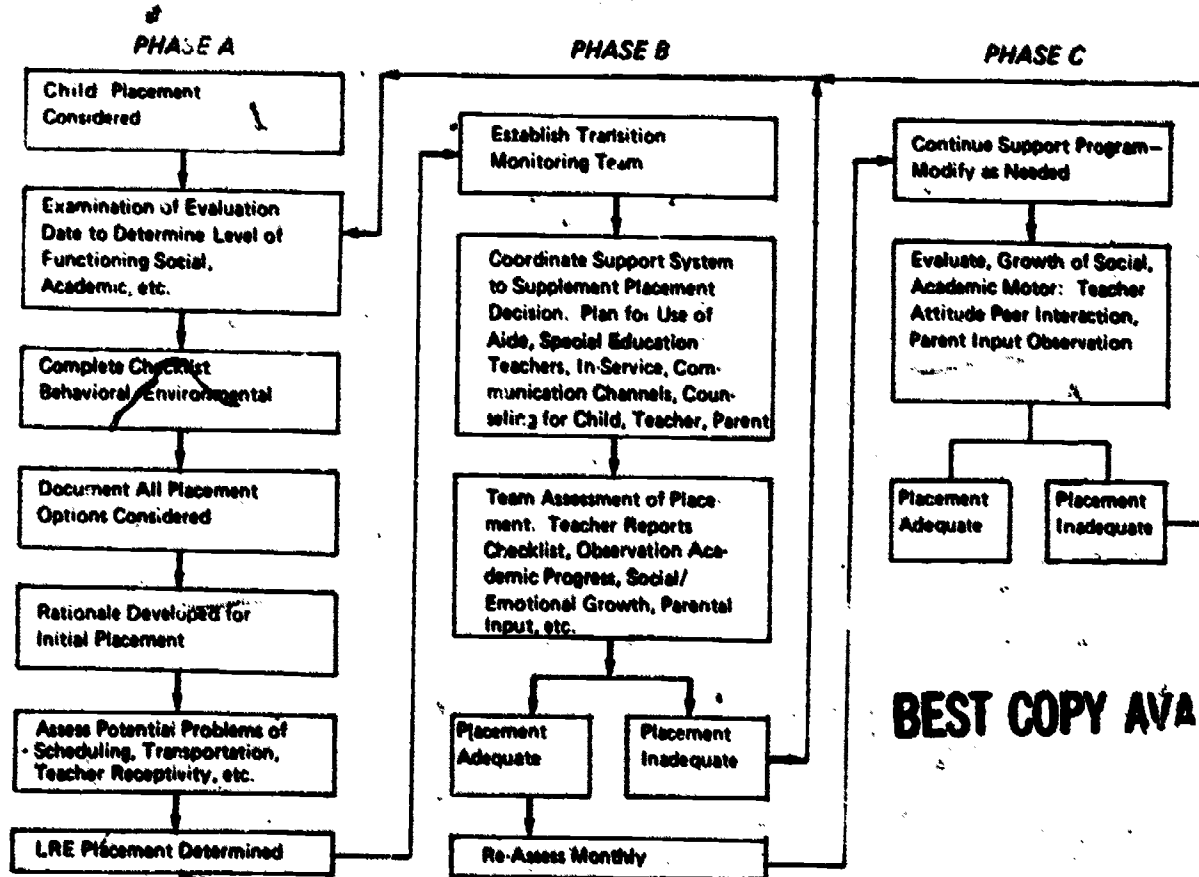 PHASE A
Child Placement
Considered
Examination of Evaluation
Date to Determine Level of
Functioning Social,
Academic, etc.
Complete Checklist
Behavioral/Environmental
Document All Placement
Options Considered
Rationale Developed for
Initial Placement
Assess Potential Problems of
Scheduling, Transportation,
Teacher Receptivity, etc.
LRE Placement Determined
PHASE B
Establish Transition
Monitoring Team
Coordinate Support System
to Supplement Placement
Decision. Plan for Use of
Aide, Special Education
Teachers, In-Service, Com-
munication Channels, Coun-
seling for Child, Teacher, Parent
Team Assessment of Place-
ment. Teacher Reports
Checklist, Observation Aca-
demic Progress, Social/
Emotional Growth, Parental
Input, etc.
Placement
Adequate
Placement
Inadequate
Re-Assess Monthly
PHASE C
Continue Support Program—
Modify as Needed
Evaluate, Growth of Social,
Academic Motor: Teacher
Attitude Peer Interaction,
Parent Input Observation
Placement
Adequate
Placement
Inadequate
BEST COPY AVA